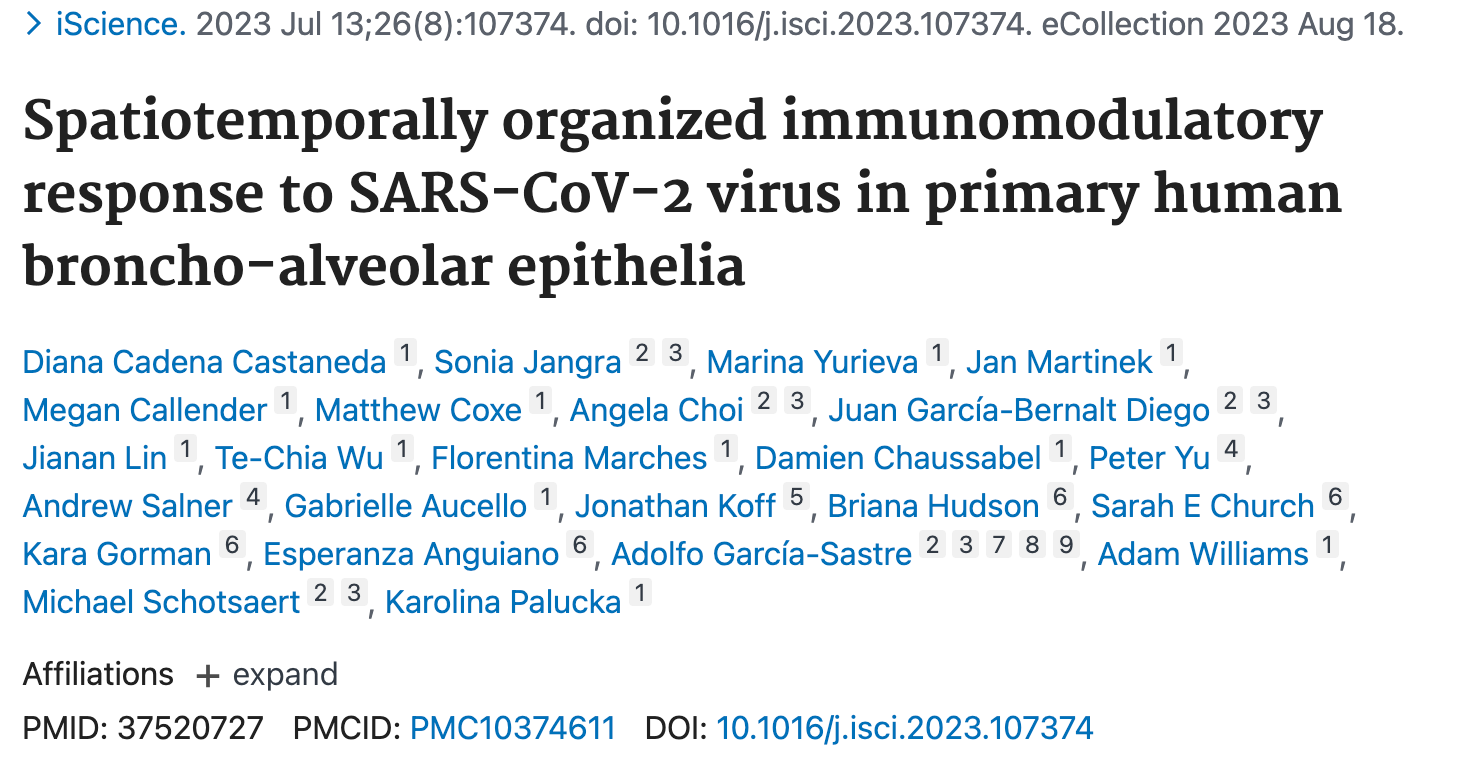 > iScience. 2023 Jul 13;26(8):107374. doi: 10.1016/j.isci.2023.107374. eCollection 2023 Aug 18.
Spatiotemporally organized immunomodulatory
response to SARS-CoV-2 virus in primary human
broncho-alveolar epithelia
Diana Cadena Castaneda 1, Sonia Jangra 2 3, Marina Yurieva 1, Jan Martinek 1,
Megan Callender 1, Matthew Coxe 1, Angela Choi 2 3, Juan García-Bernalt Diego 2 3,
Jianan Lin 1, Te-Chia Wu 1, Florentina Marches 1, Damien Chaussabel 1, Peter Yu 4,
Andrew Salner 4, Gabrielle Aucello 1, Jonathan Koff 5, Briana Hudson 6, Sarah E Church 6,
Kara Gorman 6, Esperanza Anguiano 6, Adolfo García-Sastre 2 3 7 8 9, Adam Williams 1,
Michael Schotsaert 2 3, Karolina Palucka 1
Affiliations + expand
PMID: 37520727 PMCID: PMC10374611 DOI: 10.1016/j.isci.2023.107374